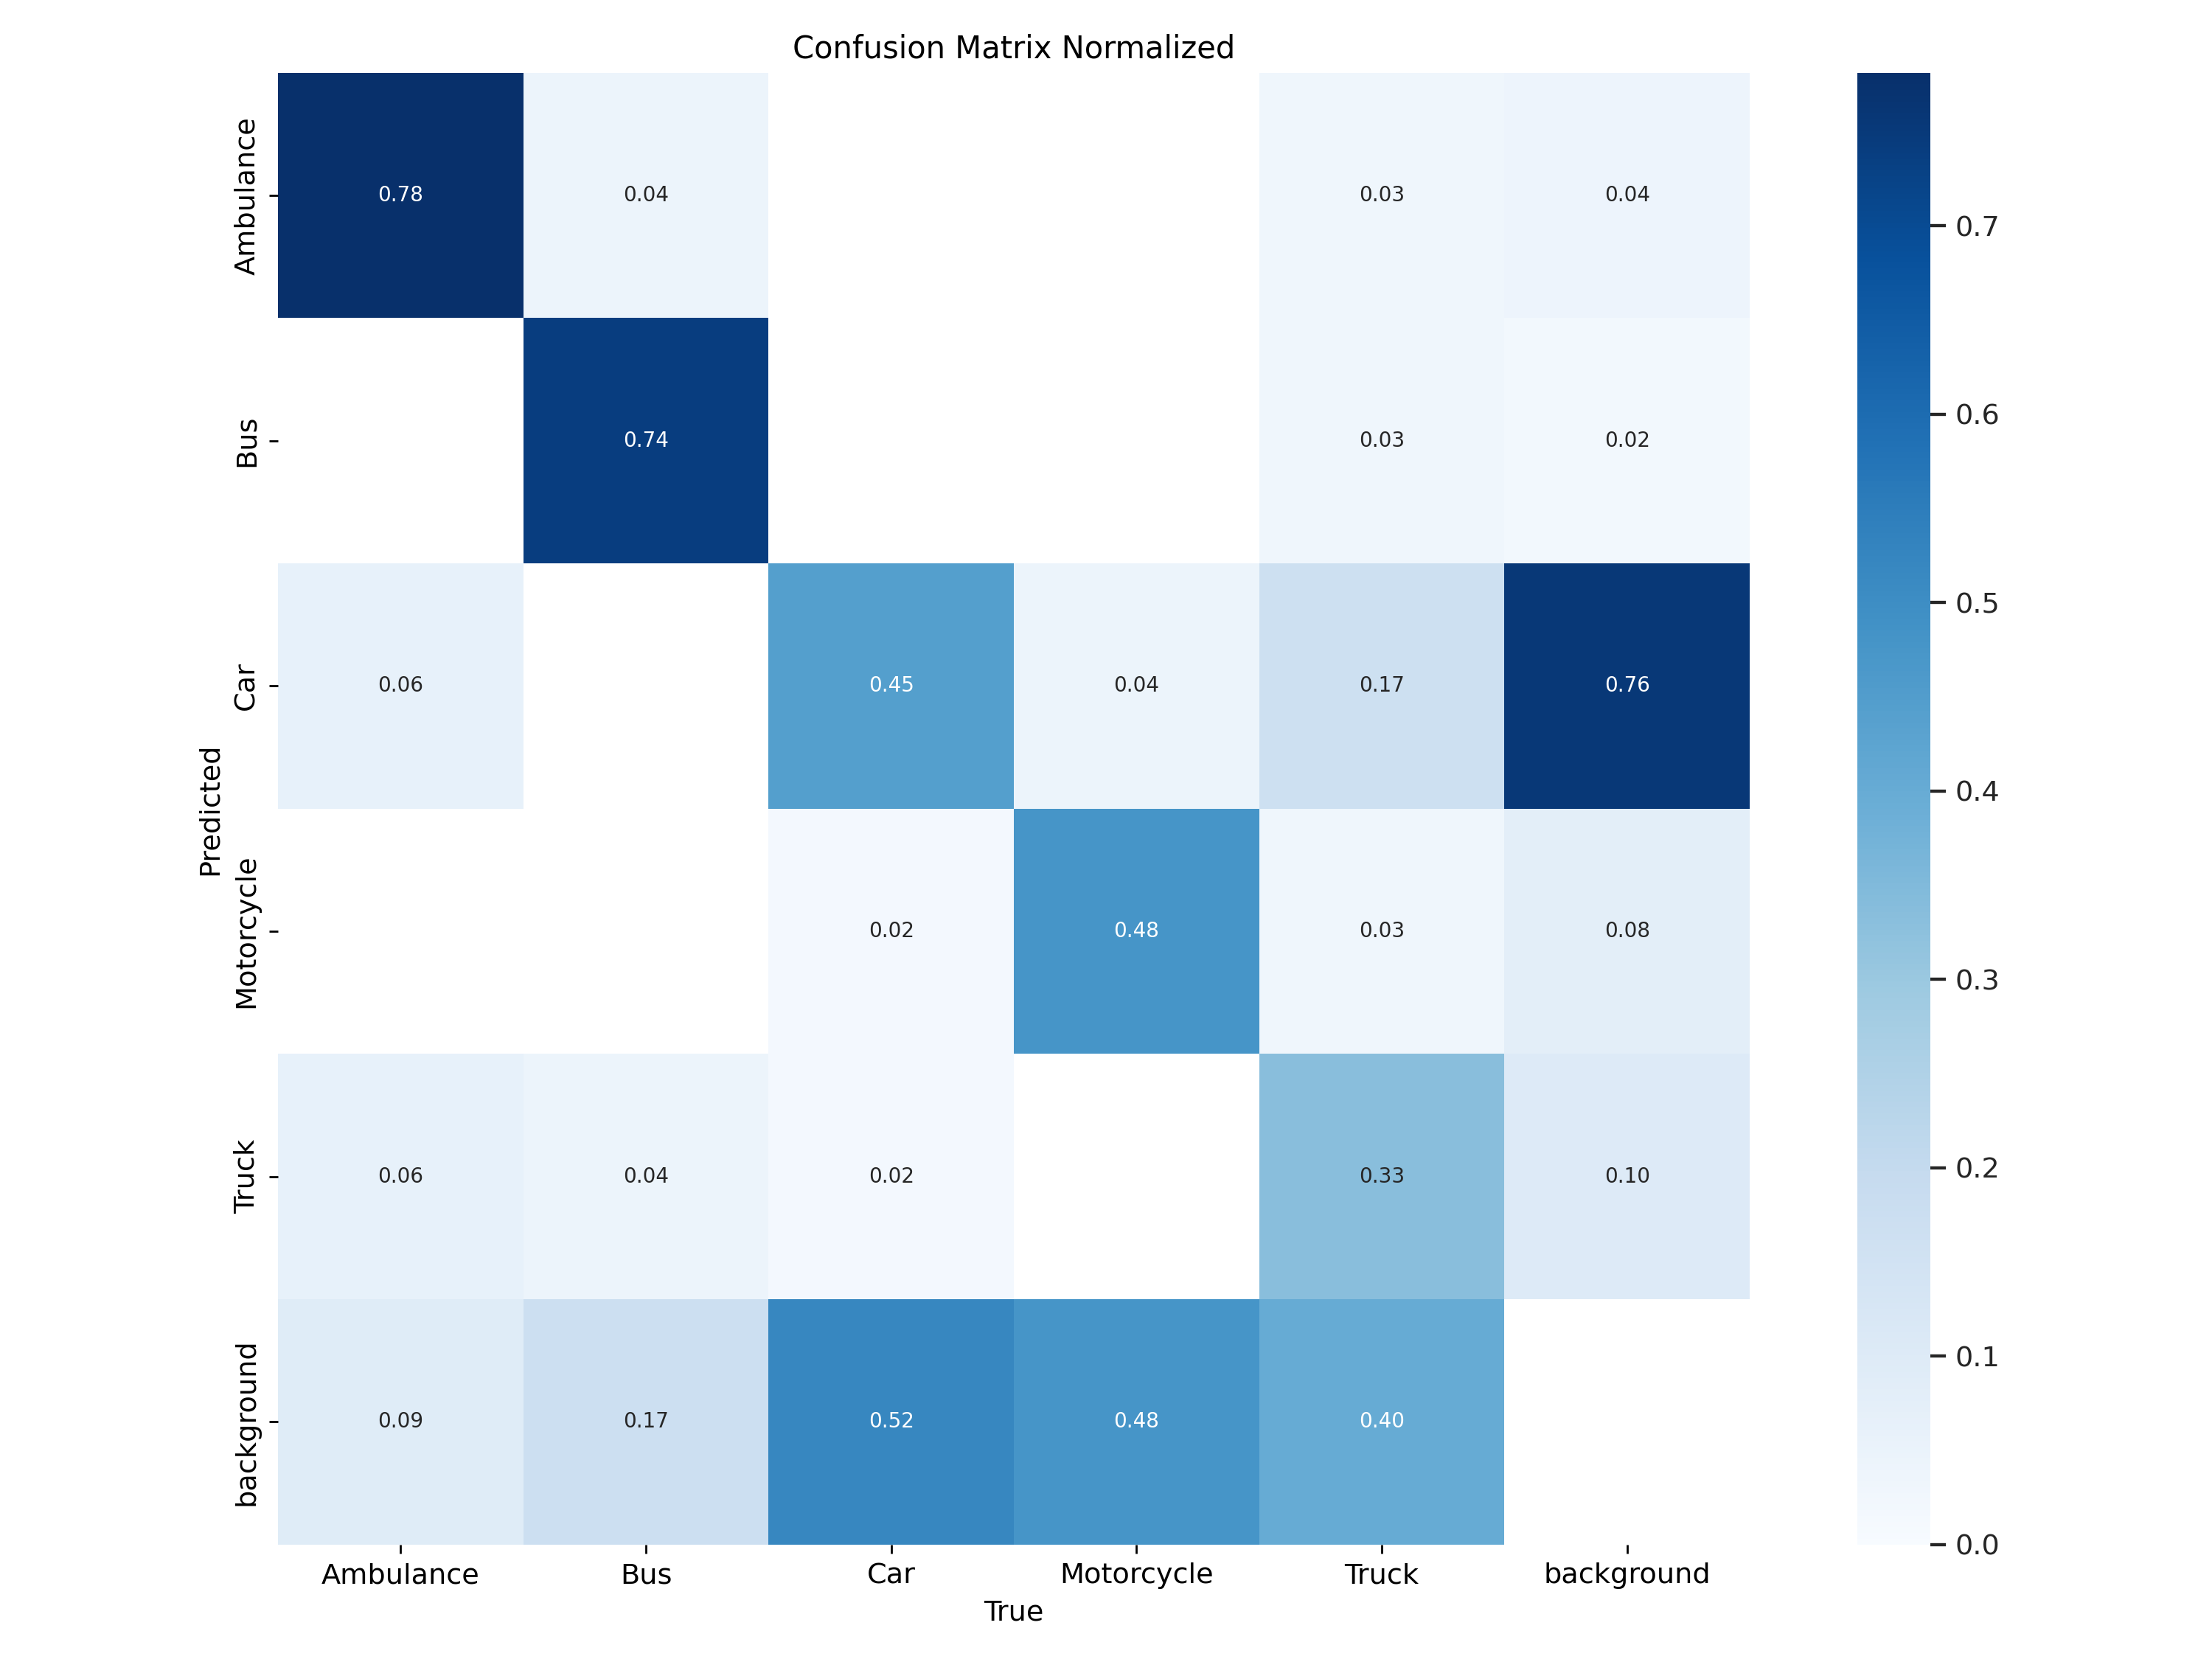 Confusion Matrix Normalized
Ambulance 0.78 0.04 0.03 0.04
Bus 0.74 0.03 0.02
Car 0.06 0.45 0.04 0.17 0.76
Motorcycle 0.02 0.48 0.03 0.08
Truck 0.06 0.04 0.02 0.33 0.10
background 0.09 0.17 0.52 0.48 0.40
Predicted
Ambulance Bus Car Motorcycle Truck background
True
0.7
0.6
0.5
0.4
0.3
0.2
0.1
0.0